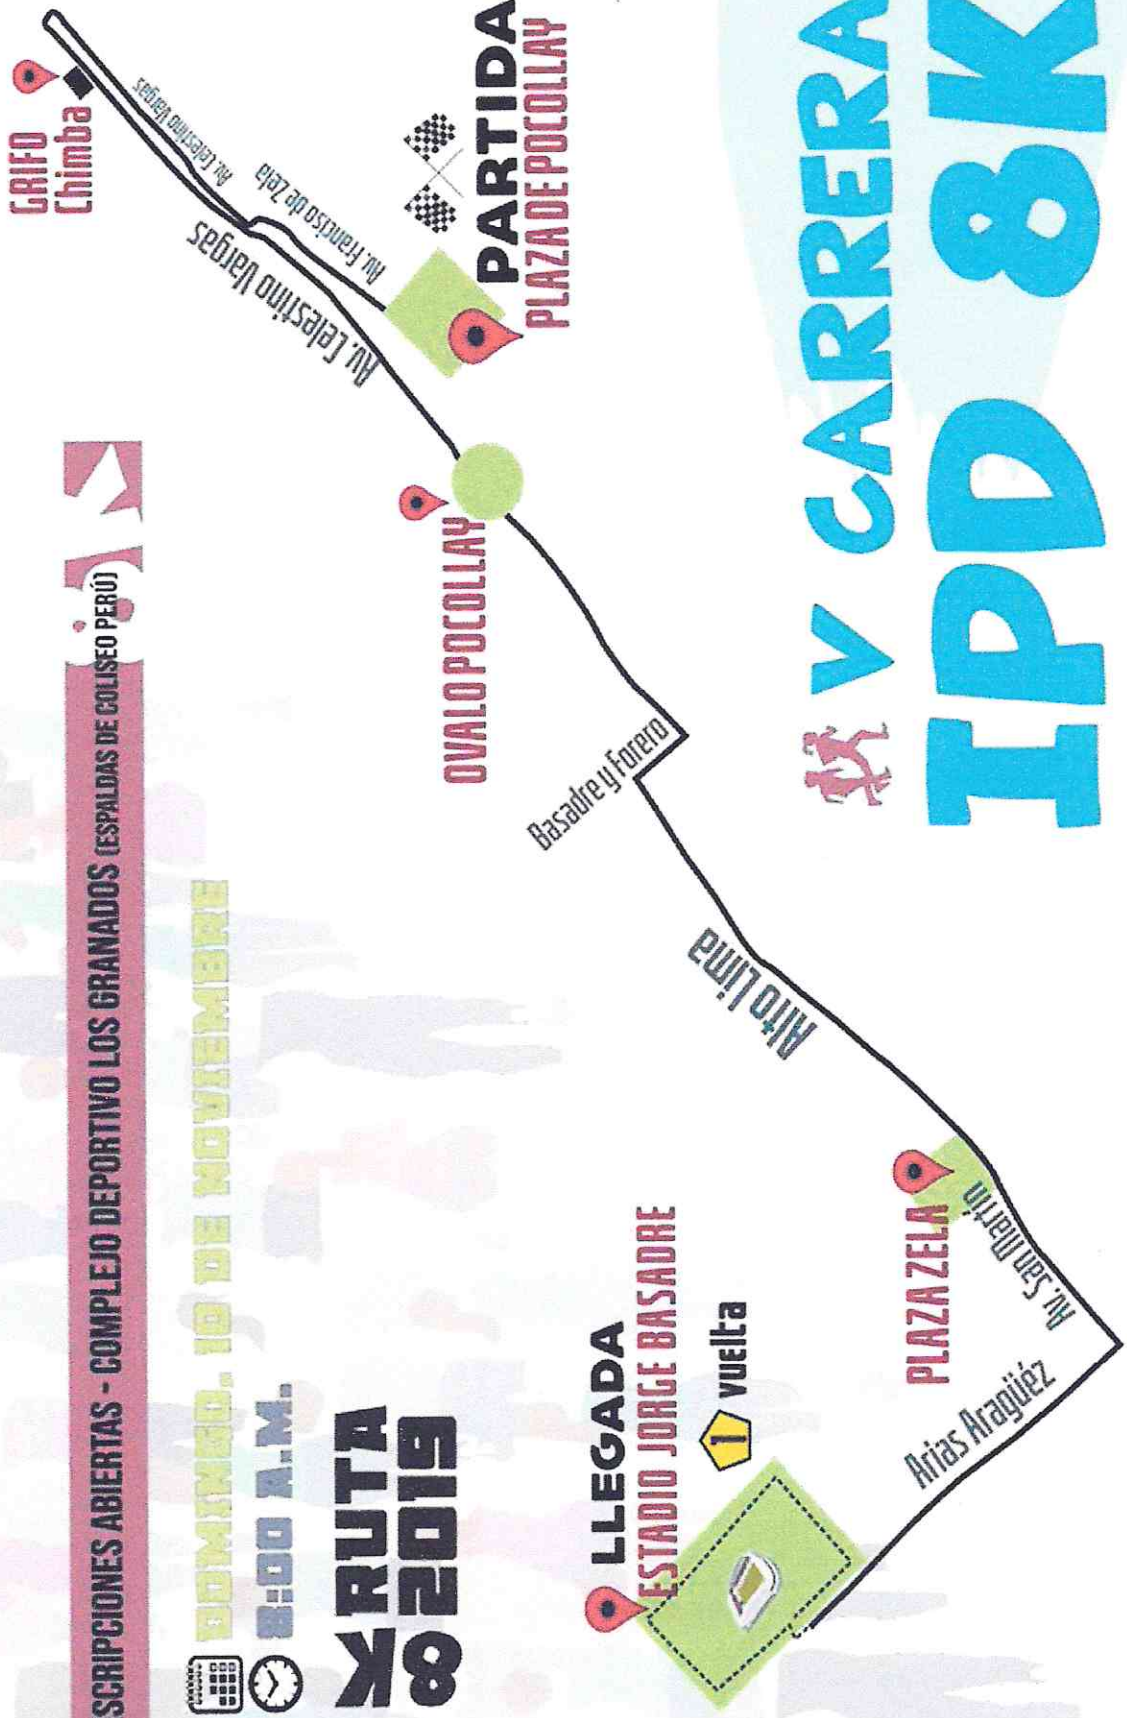 SCRIPCIONES ABIERTAS - COMPLEJO DEPORTIVO LOS GRANADOS (ESPALDAS DE COLISEO PERÚ)
DOMINGO, 10 DE NOVIEMBRE
8:00 A.M.
8K RUTA
2019
GRIFO
Chimba
Av. Celestino Vargas
Av. Celestino Vargas
Av. Franciso de Zela
PARTIDA
PLAZA DE POCOLLAY
OVALO POCOLLAY
Basadre y Forero
Alto Lima
PLAZA ZELA
Av. San Martín
Arias Aragüéz
LLEGADA
ESTADIO JORGE BASADRE
1 vuelta
V CARRERA
IPD 8K